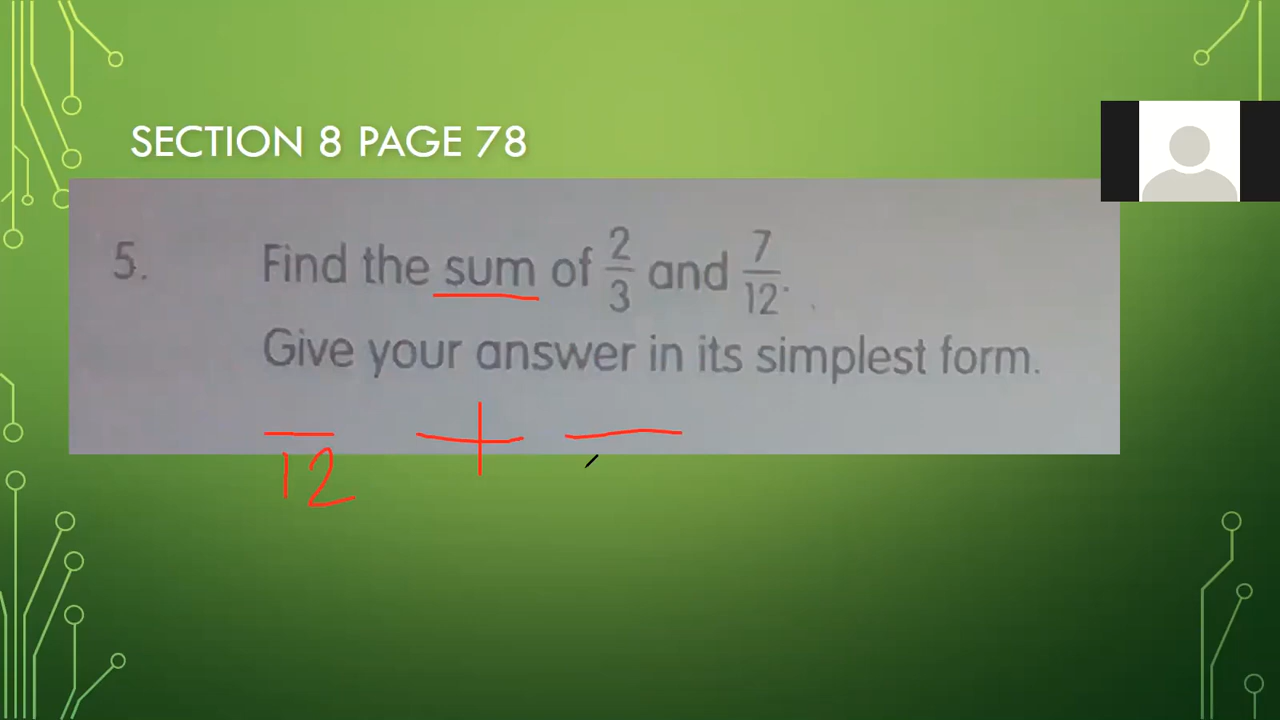 SECTION 8 PAGE 78
5. Find the sum of 2/3 and 7/12.
Give your answer in its simplest form.
— + —
12